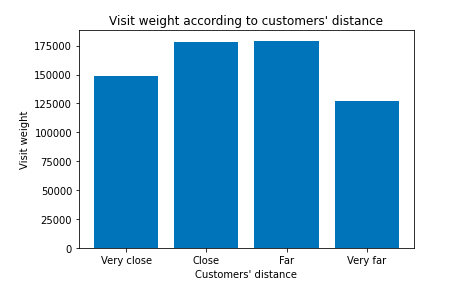 Visit weight according to customers' distance
175000
150000
125000
100000
75000
50000
25000
0
Visit weight
Very close Close Far Very far
Customers' distance